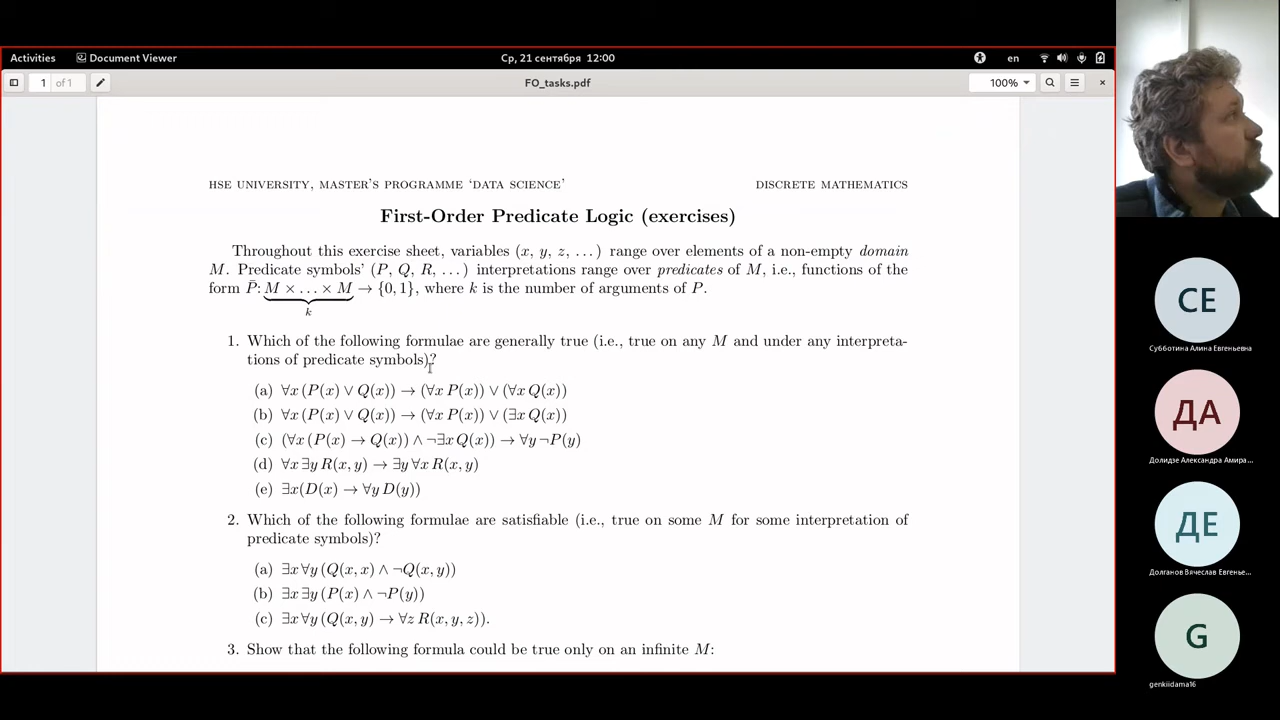 Activities
Document Viewer
Ср, 21 сентября 12:00
en
1 of 1
FO_tasks.pdf
100%
HSE UNIVERSITY, MASTER'S PROGRAMME ‘DATA SCIENCE’
DISCRETE MATHEMATICS
First-Order Predicate Logic (exercises)
Throughout this exercise sheet, variables (x, y, z, ...) range over elements of a non-empty domain
M. Predicate symbols' (P, Q, R, ...) interpretations range over predicates of M, i.e., functions of the
form P̄: M × ... × M → {0, 1}, where k is the number of arguments of P.
k
1. Which of the following formulae are generally true (i.e., true on any M and under any interpreta-
tions of predicate symbols)?
(a) ∀x (P(x) ∨ Q(x)) → (∀x P(x)) ∨ (∀x Q(x))
(b) ∀x (P(x) ∨ Q(x)) → (∀x P(x)) ∨ (∃x Q(x))
(c) (∀x (P(x) → Q(x)) ∧ ¬∃x Q(x)) → ∀y ¬P(y)
(d) ∀x ∃y R(x, y) → ∃y ∀x R(x, y)
(e) ∃x(D(x) → ∀y D(y))
2. Which of the following formulae are satisfiable (i.e., true on some M for some interpretation of
predicate symbols)?
(a) ∃x ∀y (Q(x, x) ∧ ¬Q(x, y))
(b) ∃x ∃y (P(x) ∧ ¬P(y))
(c) ∃x ∀y (Q(x, y) → ∀z R(x, y, z)).
3. Show that the following formula could be true only on an infinite M:
CE
Субботина Алина Евгеньевна
ДА
Долидзе Александра Амира...
ДЕ
Долганов Вячеслав Евгенье...
G
genkiidama16